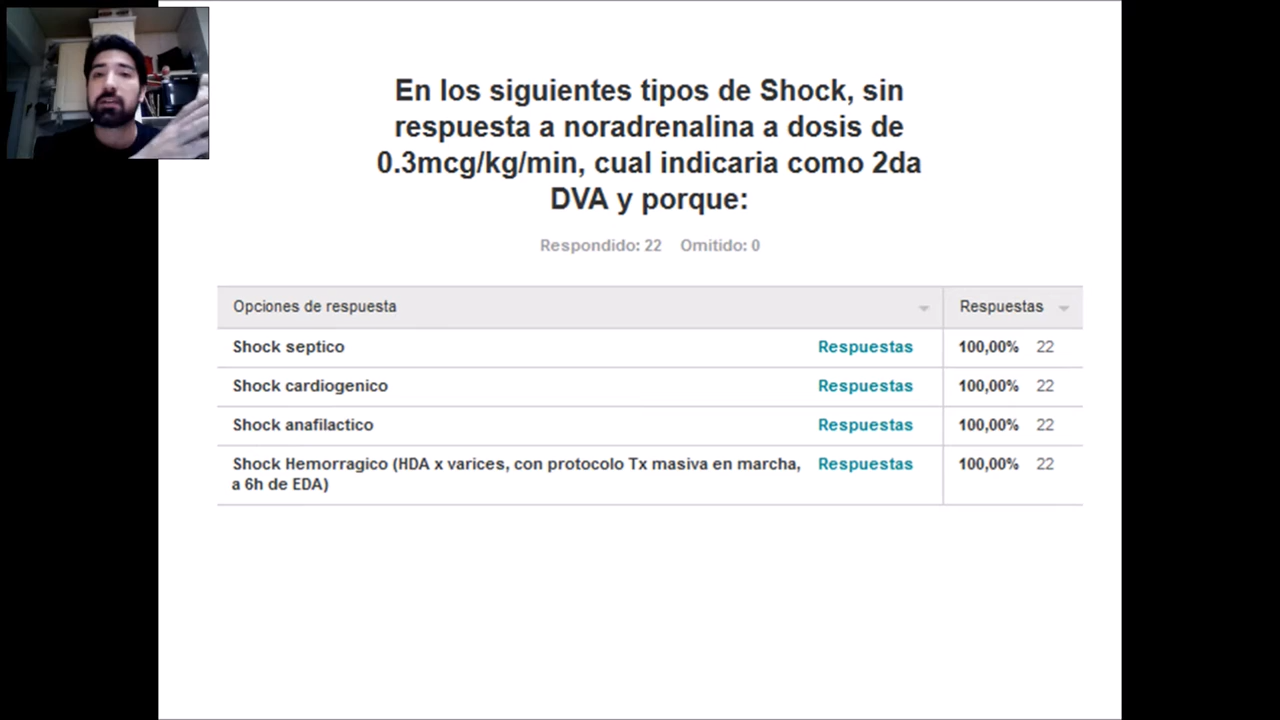 En los siguientes tipos de Shock, sin
respuesta a noradrenalina a dosis de
0.3mcg/kg/min, cual indicaria como 2da
DVA y porque:
Respondido: 22 Omitido: 0
Opciones de respuesta Respuestas
Shock septico Respuestas 100,00% 22
Shock cardiogenico Respuestas 100,00% 22
Shock anafilactico Respuestas 100,00% 22
Shock Hemorragico (HDA x varices, con protocolo Tx masiva en marcha, Respuestas 100,00% 22
a 6h de EDA)